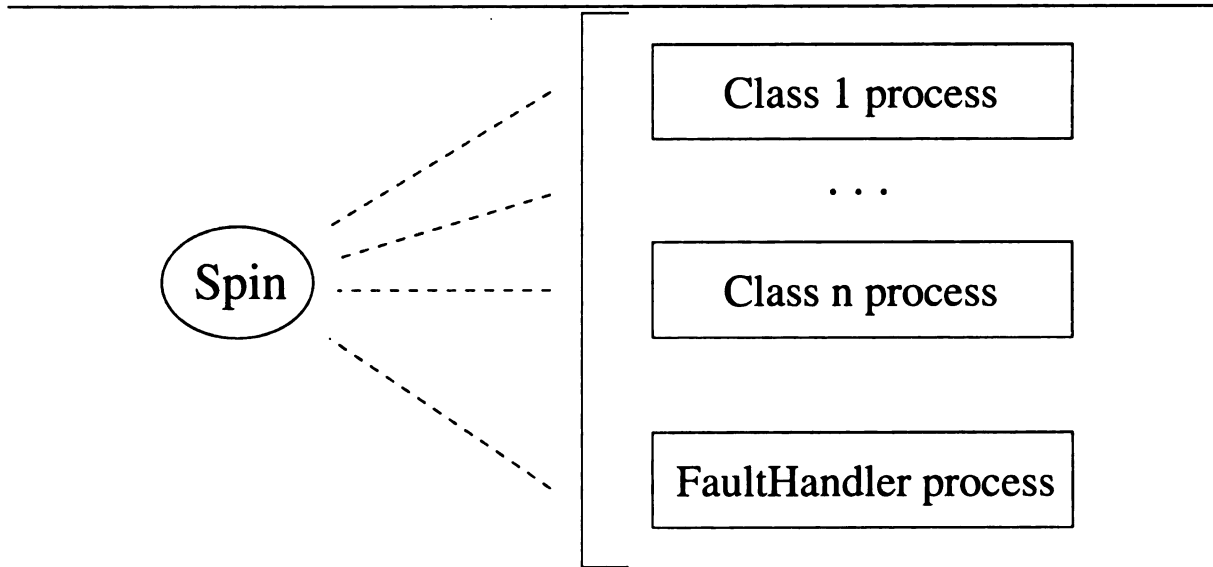 Class 1 process
. . .
Spin
Class n process
FaultHandler process